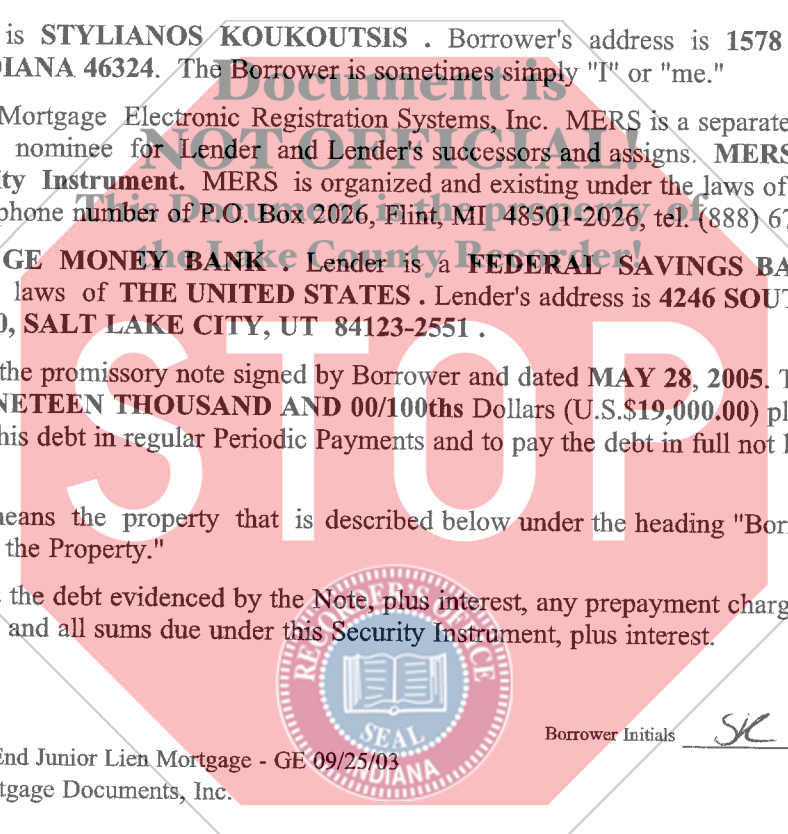 is STYLIANOS KOUKOUTSIS . Borrower's address is 1578
DIANA 46324. The Borrower is sometimes simply "I" or "me."
Document is
Mortgage Electronic Registration Systems, Inc. MERS is a separate
NOT OFFICIAL!
nominee for Lender and Lender's successors and assigns. MERS
ity Instrument. MERS is organized and existing under the laws of
This Document is the property of
phone number of P.O. Box 2026, Flint, MI 48501-2026, tel. (888) 67
the Lake County Recorder!
GE MONEY BANK . Lender is a FEDERAL SAVINGS BA
laws of THE UNITED STATES . Lender's address is 4246 SOUT
0, SALT LAKE CITY, UT 84123-2551 .
the promissory note signed by Borrower and dated MAY 28, 2005. T
NETEEN THOUSAND AND 00/100ths Dollars (U.S.$19,000.00) pl
his debt in regular Periodic Payments and to pay the debt in full not l
STOP
means the property that is described below under the heading "Bor
the Property."
the debt evidenced by the Note, plus interest, any prepayment charg
and all sums due under this Security Instrument, plus interest.
RECORDER'S OFFICE
SEAL
INDIANA
Borrower Initials SK
End Junior Lien Mortgage - GE 09/25/03
tgage Documents, Inc.